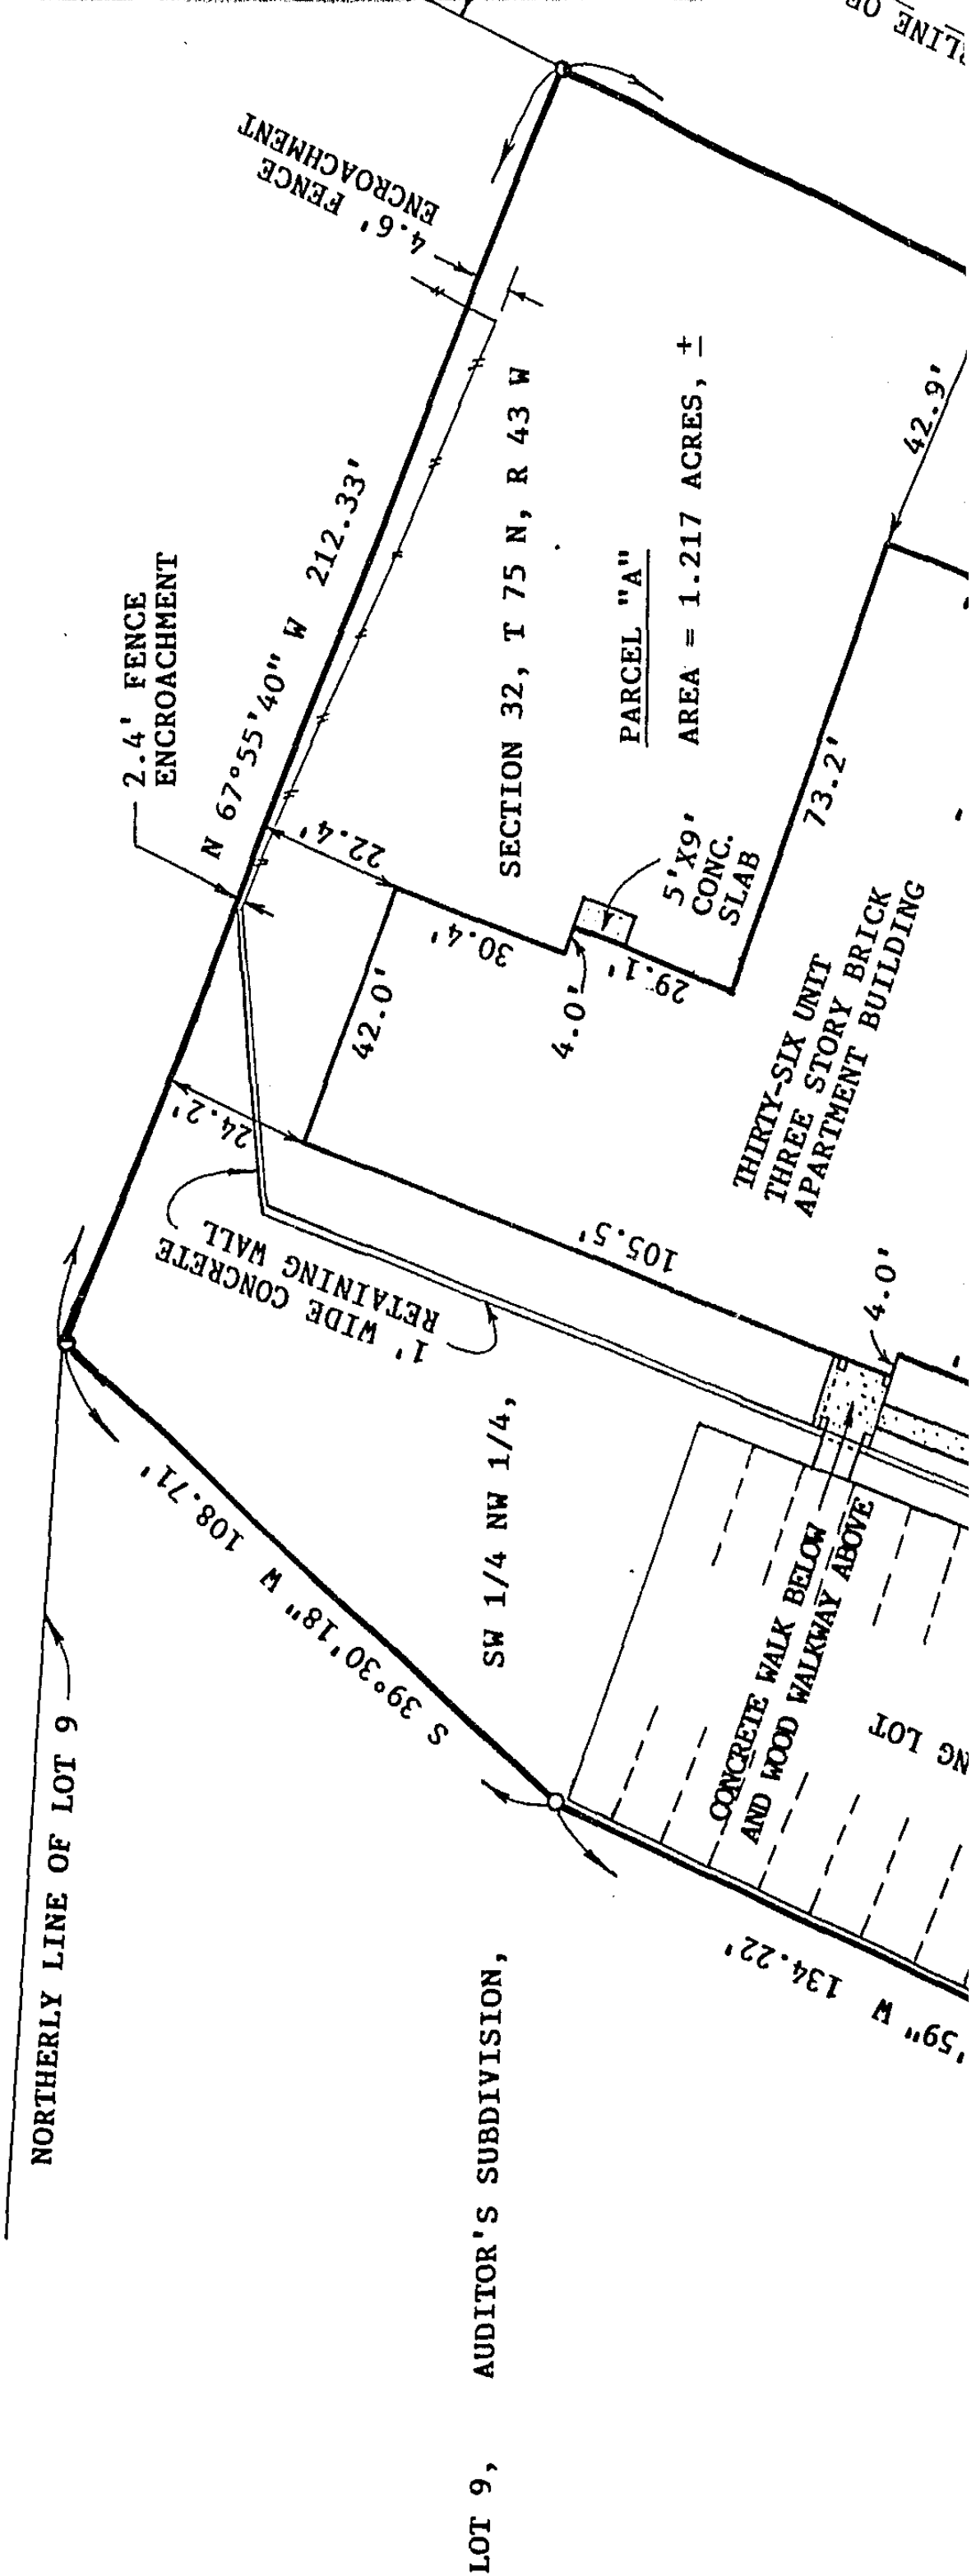 NORTHERLY LINE OF LOT 9
LINE OF
4.6' FENCE
ENCROACHMENT
2.4' FENCE
ENCROACHMENT
N 67°55'40" W 212.33'
S 39°30'18" W 108.71'
'59" W 134.22'
1' WIDE CONCRETE
RETAINING WALL
24.2'
22.4'
42.0'
30.4'
4.0'
29.1'
5'X9'
CONC.
SLAB
73.2'
42.9'
105.5'
4.0'
LOT 9, AUDITOR'S SUBDIVISION, SW 1/4 NW 1/4, SECTION 32, T 75 N, R 43 W
PARCEL "A"
AREA = 1.217 ACRES, ±
THIRTY-SIX UNIT
THREE STORY BRICK
APARTMENT BUILDING
CONCRETE WALK BELOW
AND WOOD WALKWAY ABOVE
NG LOT